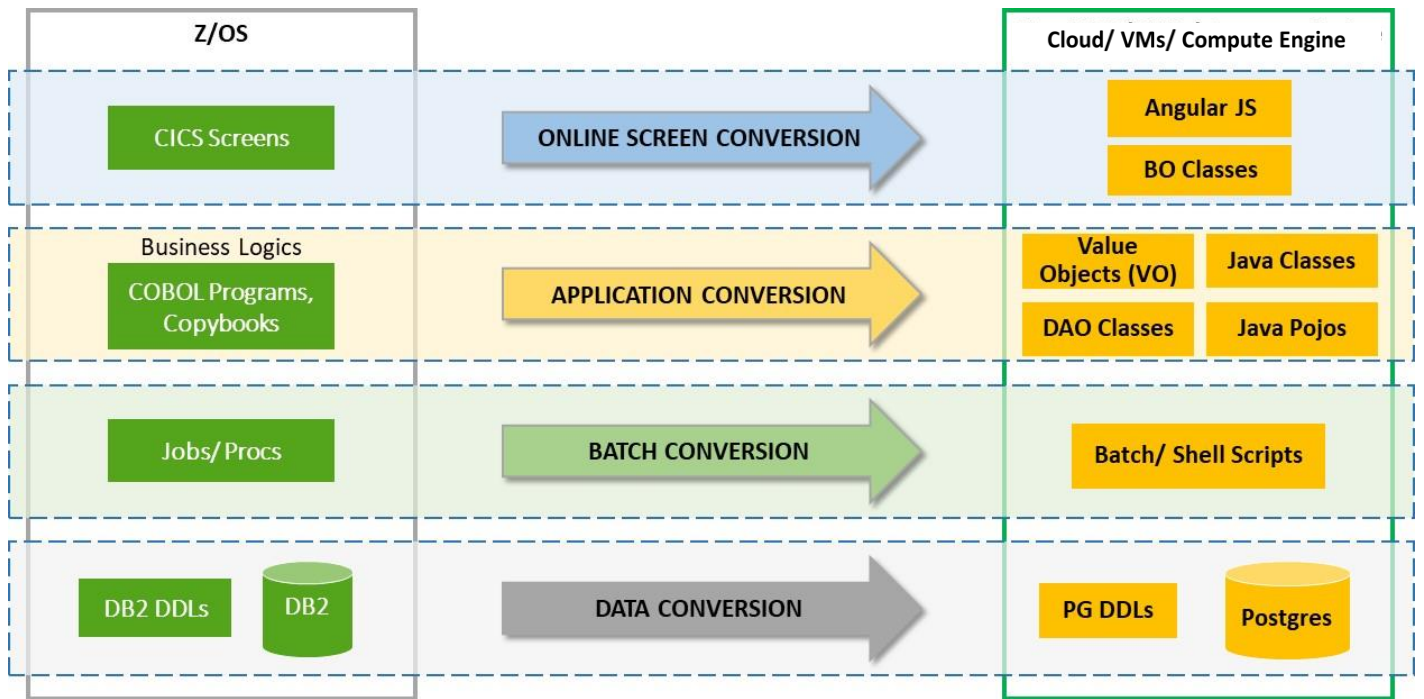 Z/OS
Cloud/ VMs/ Compute Engine
CICS Screens
ONLINE SCREEN CONVERSION
Angular JS
BO Classes
Business Logics
COBOL Programs,
Copybooks
APPLICATION CONVERSION
Value
Objects (VO)
Java Classes
DAO Classes
Java Pojos
Jobs/ Procs
BATCH CONVERSION
Batch/ Shell Scripts
DB2 DDLs
DB2
DATA CONVERSION
PG DDLs
Postgres